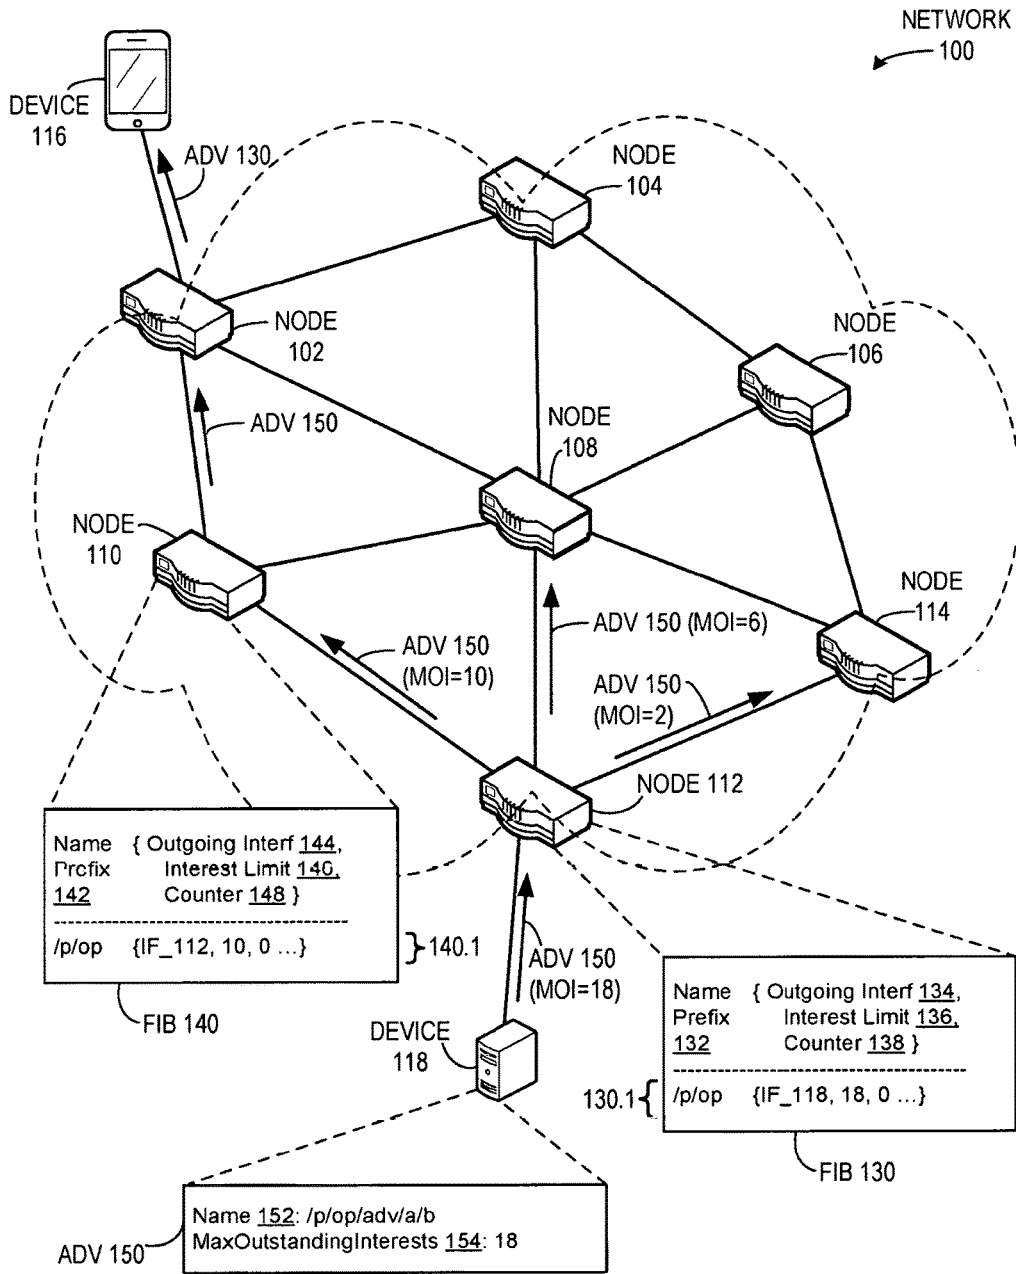 NETWORK
100
DEVICE
116
ADV 130
NODE
104
NODE
102
NODE
106
ADV 150
NODE
108
NODE
110
NODE
114
ADV 150
(MOI=10)
ADV 150 (MOI=6)
ADV 150
(MOI=2)
NODE 112
Name { Outgoing Interf 144,
Prefix Interest Limit 146,
142 Counter 148 }
/p/op {IF_112, 10, 0 ...}
140.1
FIB 140
ADV 150
(MOI=18)
DEVICE
118
Name { Outgoing Interf 134,
Prefix Interest Limit 136,
132 Counter 138 }
130.1
/p/op {IF_118, 18, 0 ...}
FIB 130
Name 152: /p/op/adv/a/b
MaxOutstandingInterests 154: 18
ADV 150